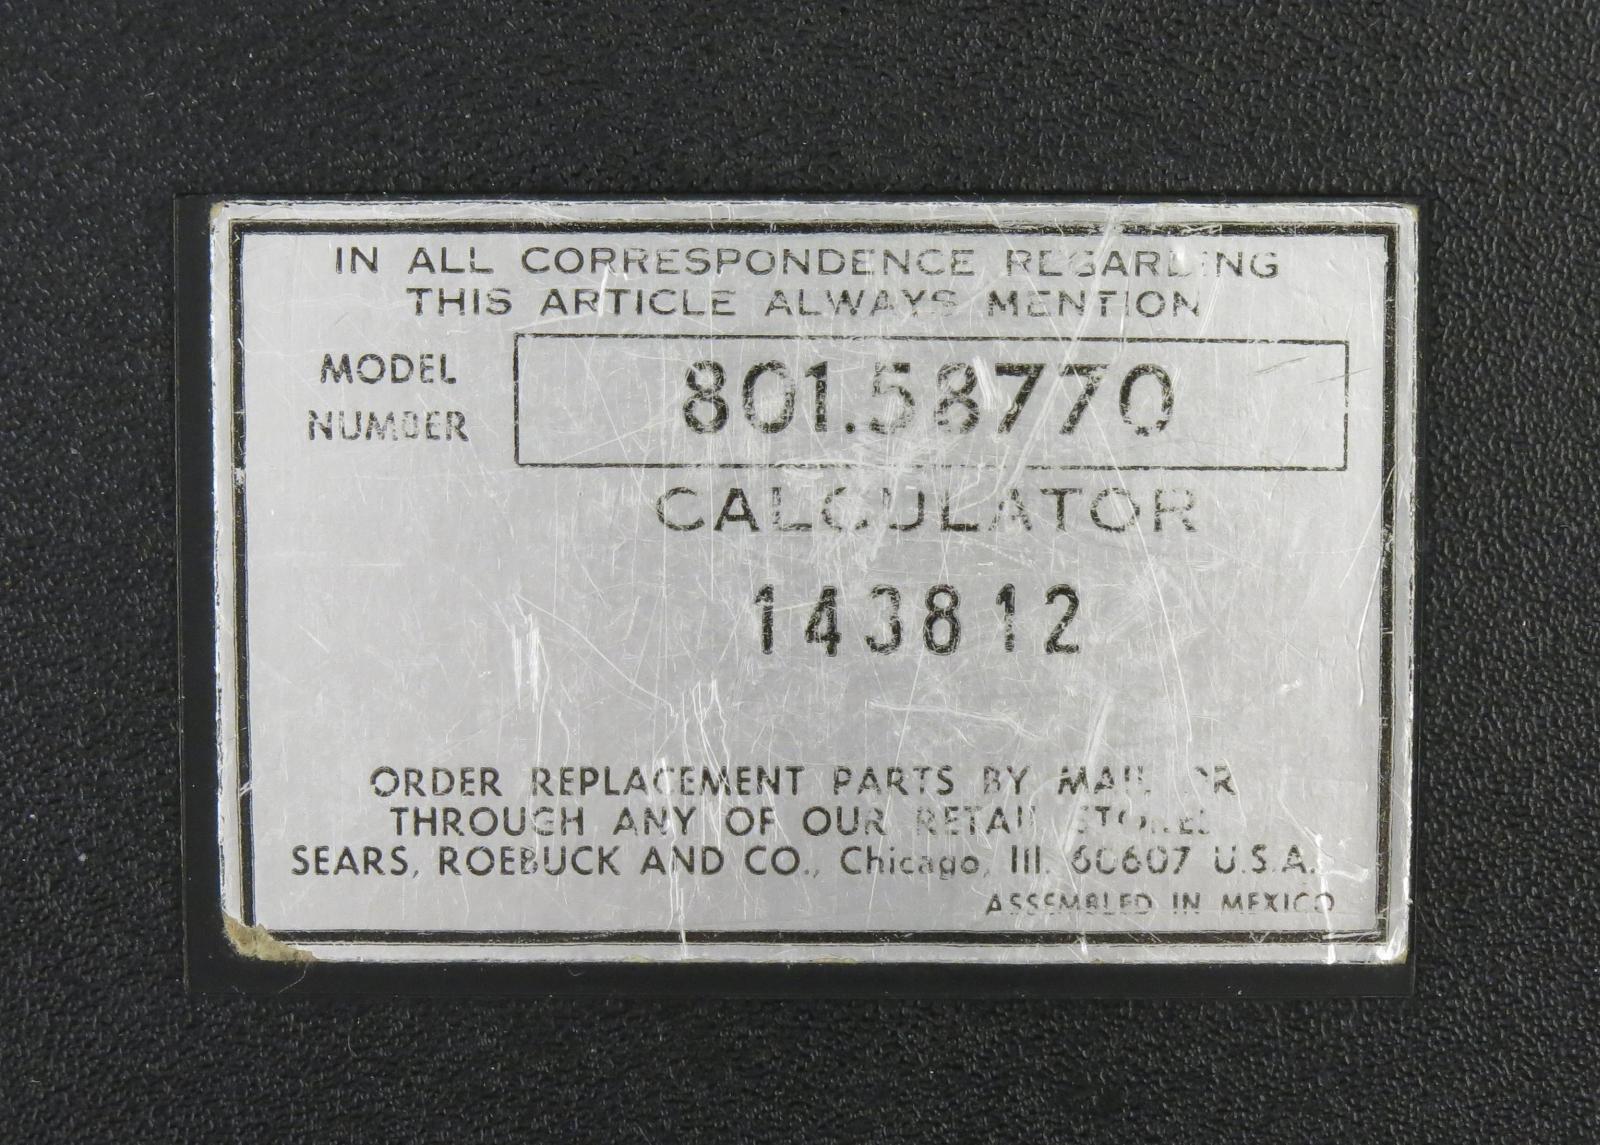 IN ALL CORRESPONDENCE REGARDING
THIS ARTICLE ALWAYS MENTION
MODEL NUMBER
801.58770
CALCULATOR
143812
ORDER REPLACEMENT PARTS BY MAIL OR
THROUGH ANY OF OUR RETAIL STORES
SEARS, ROEBUCK AND CO., Chicago, Ill. 60607 U.S.A.
ASSEMBLED IN MEXICO